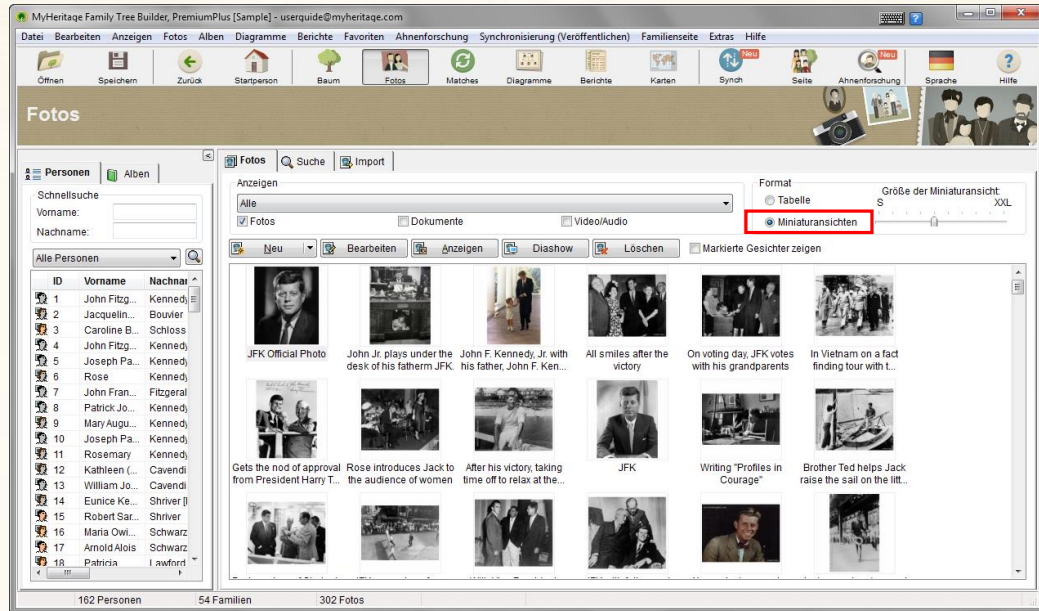 MyHeritage Family Tree Builder, PremiumPlus [Sample] - userguide@myheritage.com
Datei Bearbeiten Anzeigen Fotos Alben Diagramme Berichte Favoriten Ahnenforschung Synchronisierung (Veröffentlichen) Familienseite Extras Hilfe
Öffnen Speichern Zurück Startperson Baum Fotos Matches Diagramme Berichte Karten Neu Synch Seite Neu Ahnenforschung Sprache Hilfe
Fotos
Personen Alben
Fotos Suche Import
Schnellsuche
Vorname:
Nachname:
Alle Personen
ID Vorname Nachnar
1 John Fitzg... Kennedy
2 Jacquelin... Bouvier
3 Caroline B... Schloss
4 John Fitzg... Kennedy
5 Joseph Pa... Kennedy
6 Rose Kennedy
7 John Fran... Fitzgeral
8 Patrick Jo... Kennedy
9 Mary Augu... Kennedy
10 Joseph Pa... Kennedy
11 Rosemary Kennedy
12 Kathleen (... Cavendi
13 William Jo... Cavendi
14 Eunice Ke... Shriver [
15 Robert Sar... Shriver
16 Maria Owi... Schwarz
17 Arnold Alois Schwarz
18 Patricia Lawford
Anzeigen
Alle
Fotos Dokumente Video/Audio
Format
Tabelle
Miniaturansichten
Größe der Miniaturansicht:
S XXL
Neu Bearbeiten Anzeigen Diashow Löschen Markierte Gesichter zeigen
JFK Official Photo
John Jr. plays under the
desk of his fatherm JFK.
John F. Kennedy, Jr. with
his father, John F. Ken...
All smiles after the
victory
On voting day, JFK votes
with his grandparents
In Vietnam on a fact
finding tour with t...
Gets the nod of approval
from President Harry T...
Rose introduces Jack to
the audience of women
After his victory, taking
time off to relax at the...
JFK
Writing "Profiles in
Courage"
Brother Ted helps Jack
raise the sail on the litt...
162 Personen 54 Familien 302 Fotos